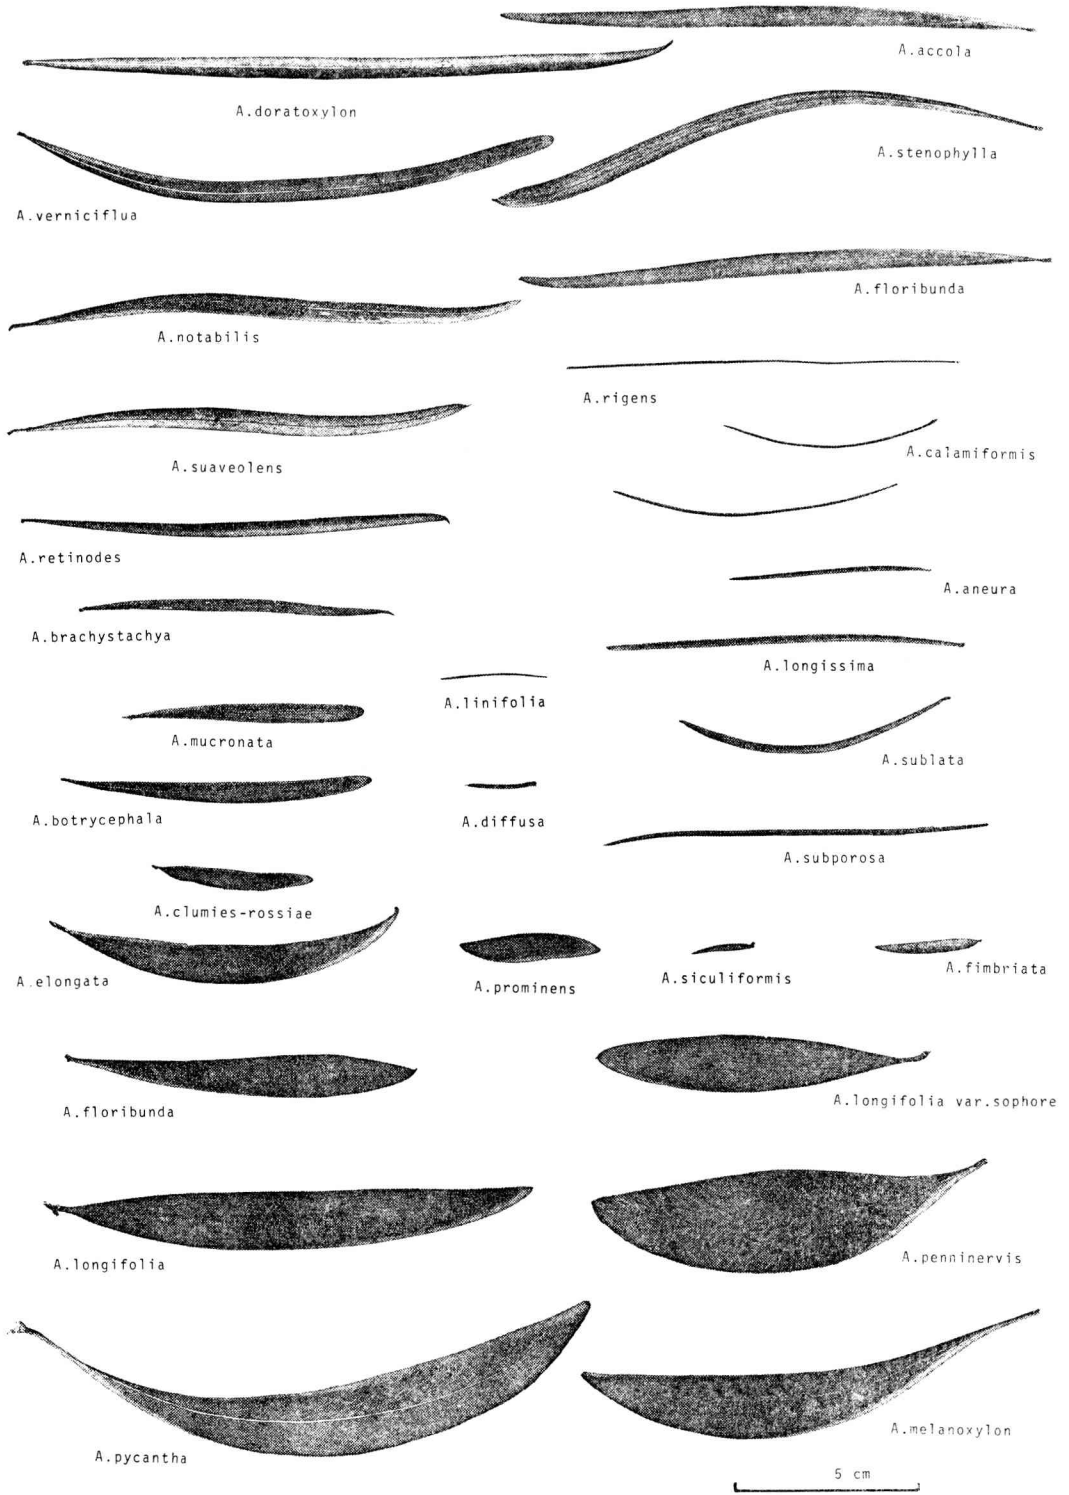 A.accola
A.doratoxylon
A.stenophylla
A.verniciflua
A.floribunda
A.notabilis
A.rigens
A.calamiformis
A.suaveolens
A.retinodes
A.aneura
A.brachystachya
A.longissima
A.linifolia
A.mucronata
A.sublata
A.botrycephala
A.diffusa
A.subporosa
A.clumies-rossiae
A.elongata
A.prominens
A.siculiformis
A.fimbriata
A.floribunda
A.longifolia var.sophore
A.longifolia
A.penninervis
A.pycantha
A.melanoxylon
5 cm